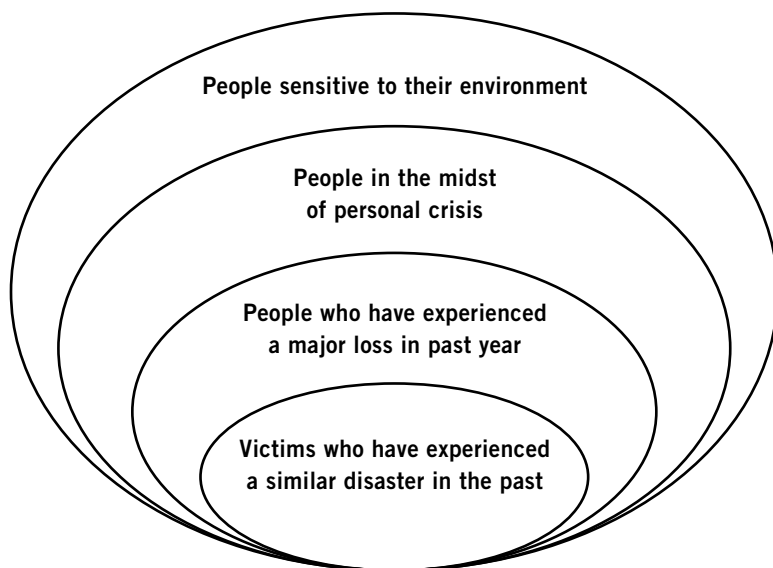 People sensitive to their environment
People in the midst
of personal crisis
People who have experienced
a major loss in past year
Victims who have experienced
a similar disaster in the past